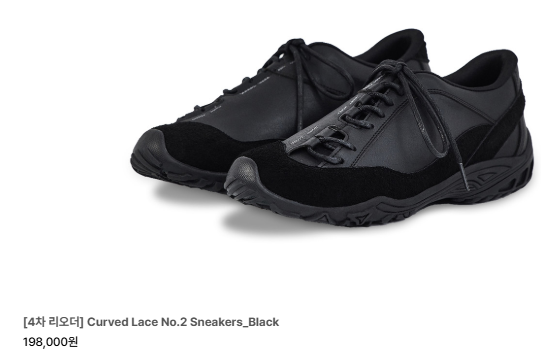 [4차 리오더] Curved Lace No.2 Sneakers_Black
198,000원